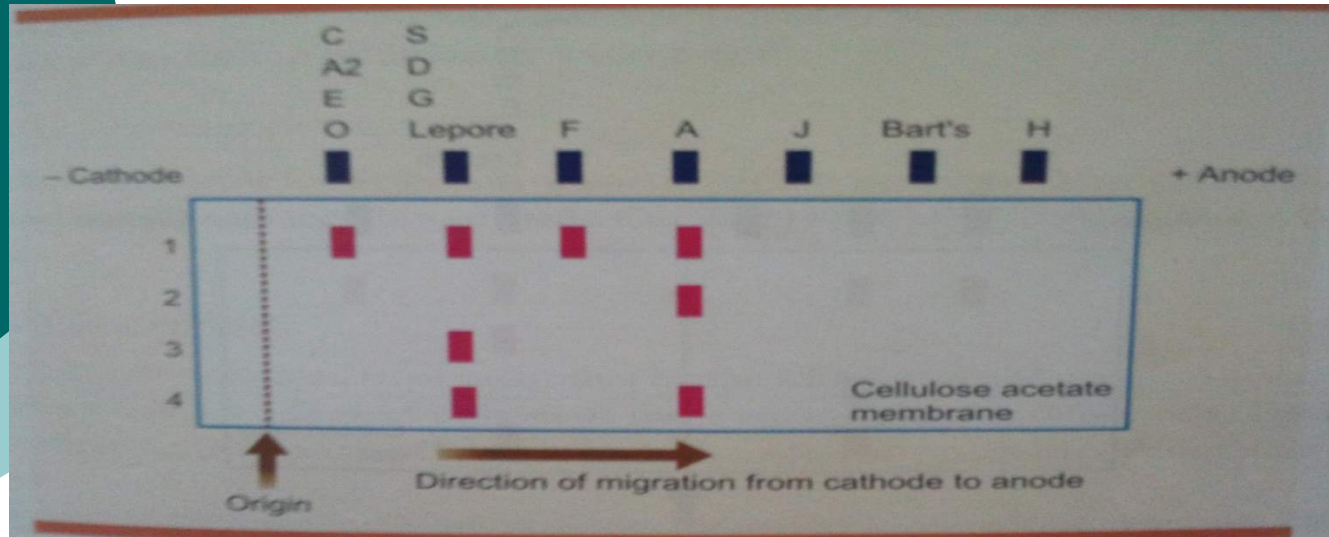 C S
A2 D
E G
O Lepore F A J Bart's H
– Cathode + Anode
1
2
3
4
Cellulose acetate
membrane
Direction of migration from cathode to anode
Origin